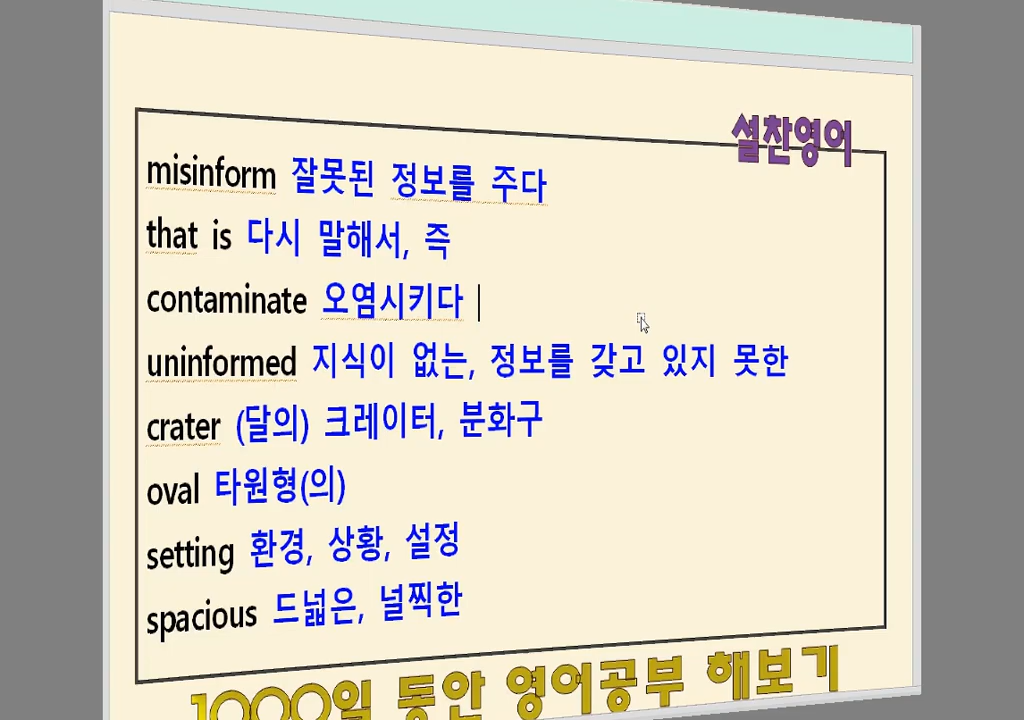 설찬영어
misinform 잘못된 정보를 주다
that is 다시 말해서, 즉
contaminate 오염시키다
uninformed 지식이 없는, 정보를 갖고 있지 못한
crater (달의) 크레이터, 분화구
oval 타원형(의)
setting 환경, 상황, 설정
spacious 드넓은, 널찍한
1000일 동안 영어공부 해보기